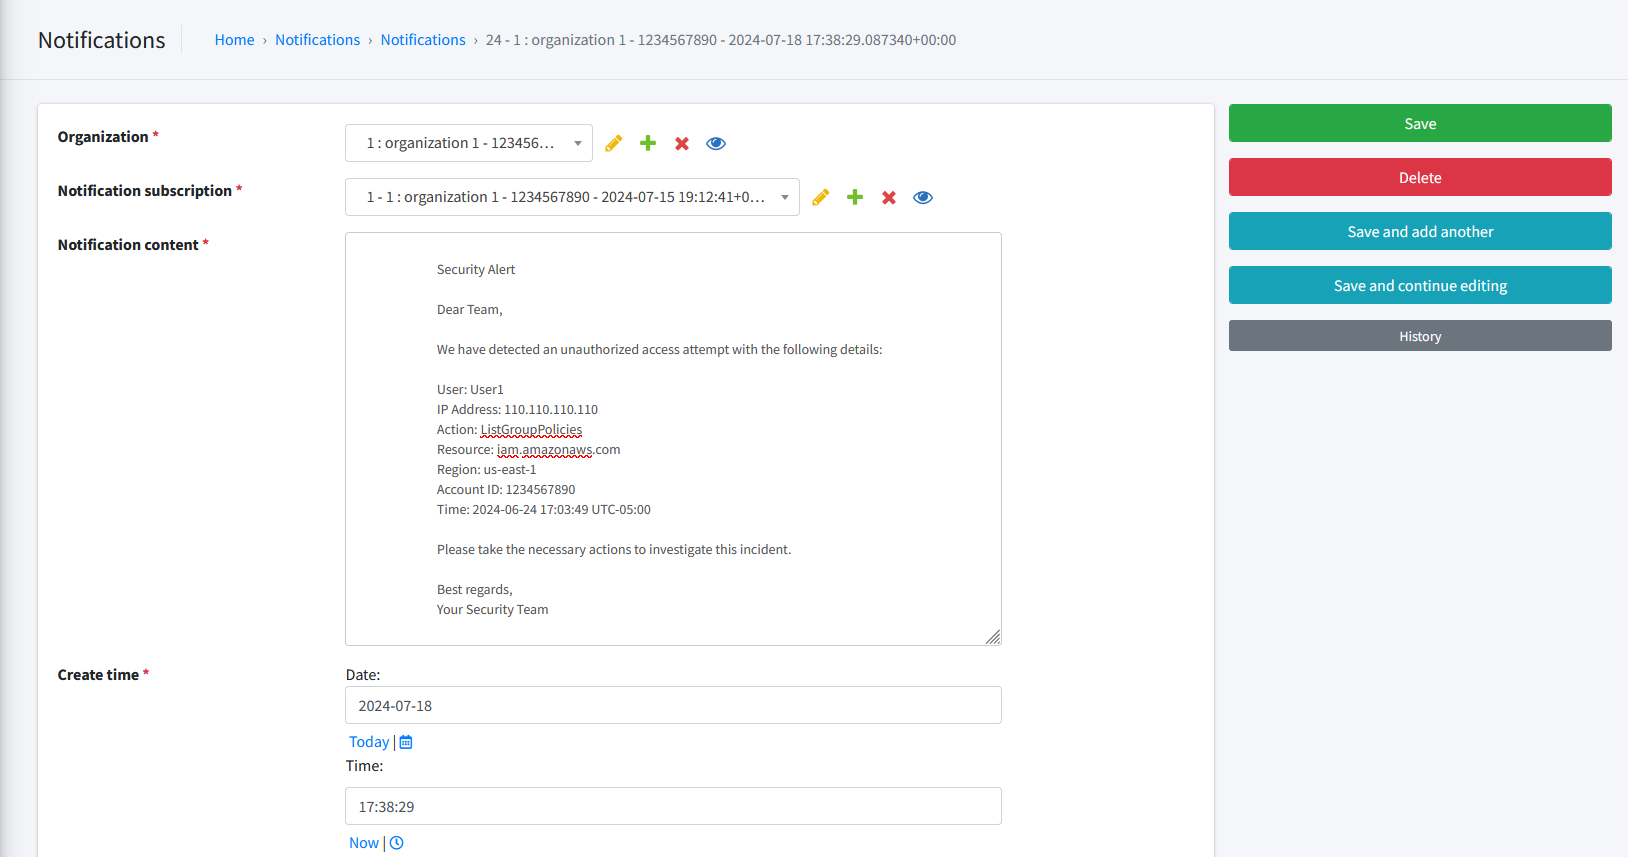 Notifications
Home › Notifications › Notifications › 24 - 1 : organization 1 - 1234567890 - 2024-07-18 17:38:29.087340+00:00
Organization *
1 : organization 1 - 123456...
Notification subscription *
1 - 1 : organization 1 - 1234567890 - 2024-07-15 19:12:41+0...
Notification content *
Security Alert
Dear Team,
We have detected an unauthorized access attempt with the following details:
User: User1
IP Address: 110.110.110.110
Action: ListGroupPolicies
Resource: iam.amazonaws.com
Region: us-east-1
Account ID: 1234567890
Time: 2024-06-24 17:03:49 UTC-05:00
Please take the necessary actions to investigate this incident.
Best regards,
Your Security Team
Create time *
Date:
2024-07-18
Today |
Time:
17:38:29
Now |
Save
Delete
Save and add another
Save and continue editing
History